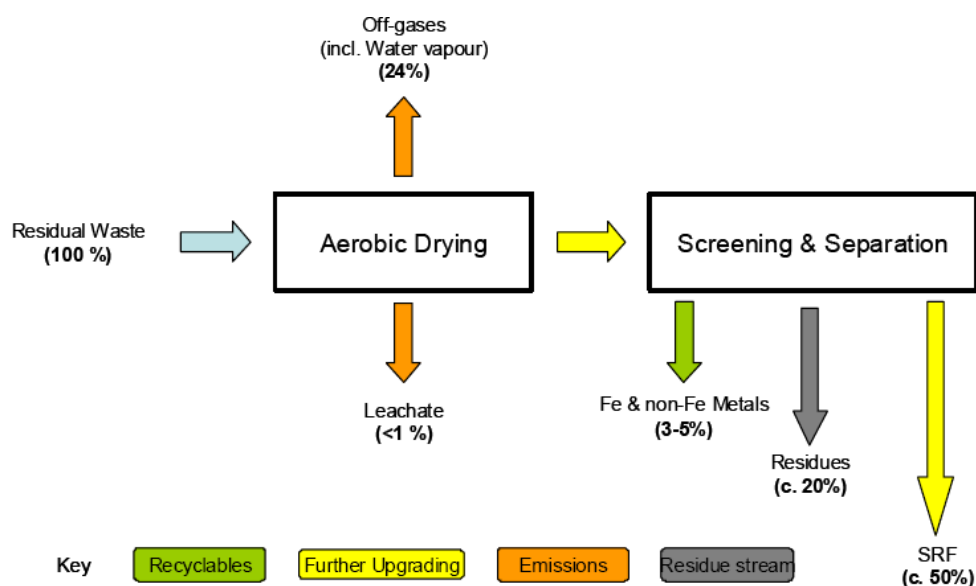 Off-gases
(incl. Water vapour)
(24%)
Residual Waste
(100 %)
Aerobic Drying
Screening & Separation
Leachate
(<1 %)
Fe & non-Fe Metals
(3-5%)
Residues
(c. 20%)
SRF
(c. 50%)
Key
Recyclables
Further Upgrading
Emissions
Residue stream